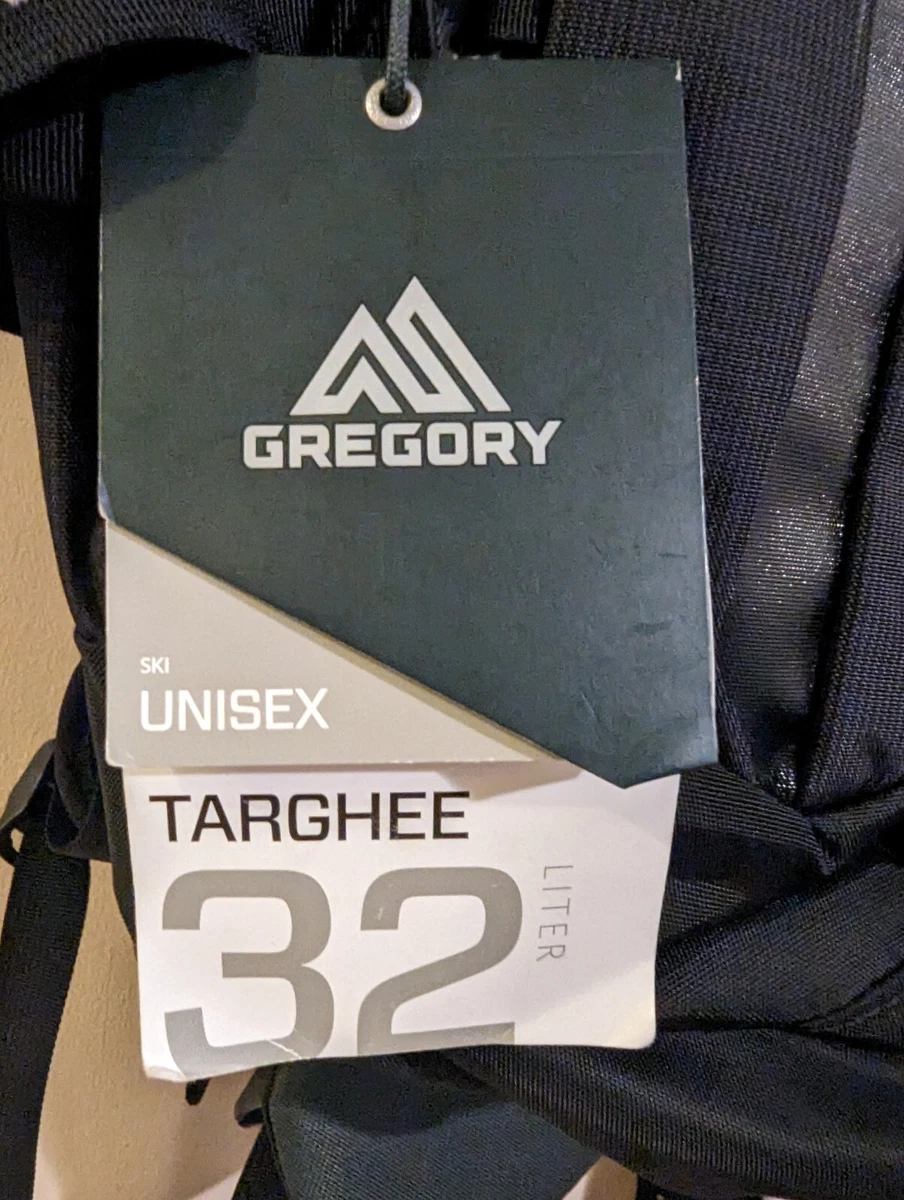 GREGORY
SKI
UNISEX
TARGHEE
32
LITER